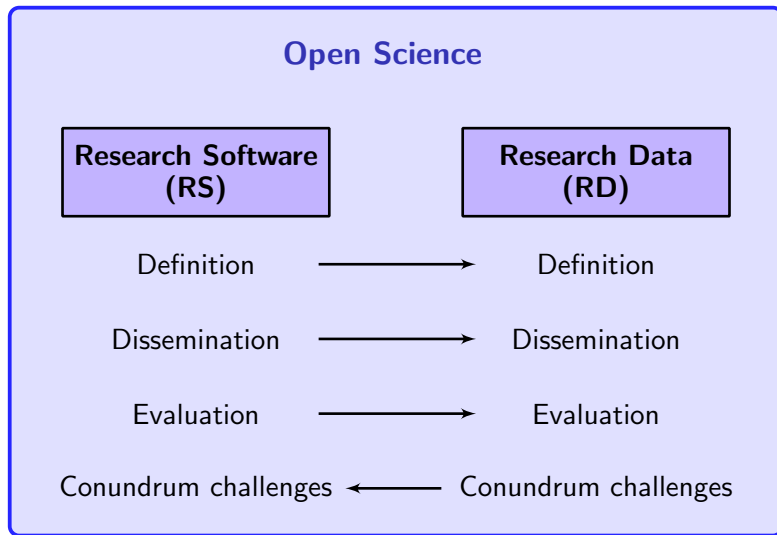 Open Science
Research Software
(RS)
Research Data
(RD)
Definition
Definition
Dissemination
Dissemination
Evaluation
Evaluation
Conundrum challenges
Conundrum challenges